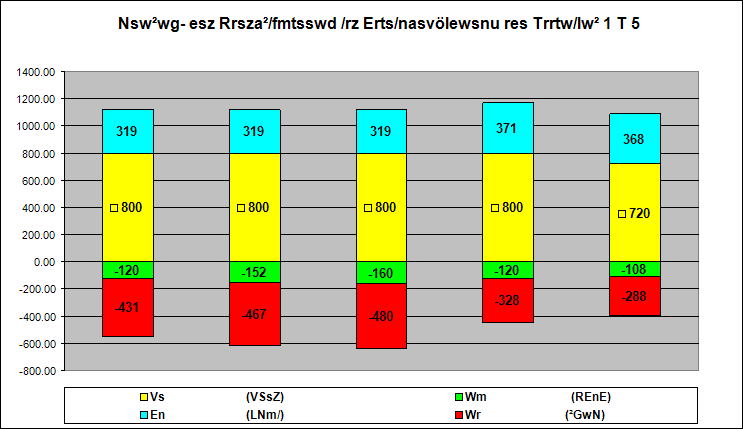 Nsw²wg- esz Rrsza²/fmtsswd /rz Erts/nasvölewsnu res Trrtw/lw² 1 T 5
1400.00
1200.00
1000.00
800.00
600.00
400.00
200.00
0.00
-200.00
-400.00
-600.00
-800.00
319 319 319 371 368
800 800 800 800 720
-120 -152 -160 -120 -108
-431 -467 -480 -328 -288
Vs (VSsZ) Wm (REnE)
En (LNm/) Wr (²GwN)